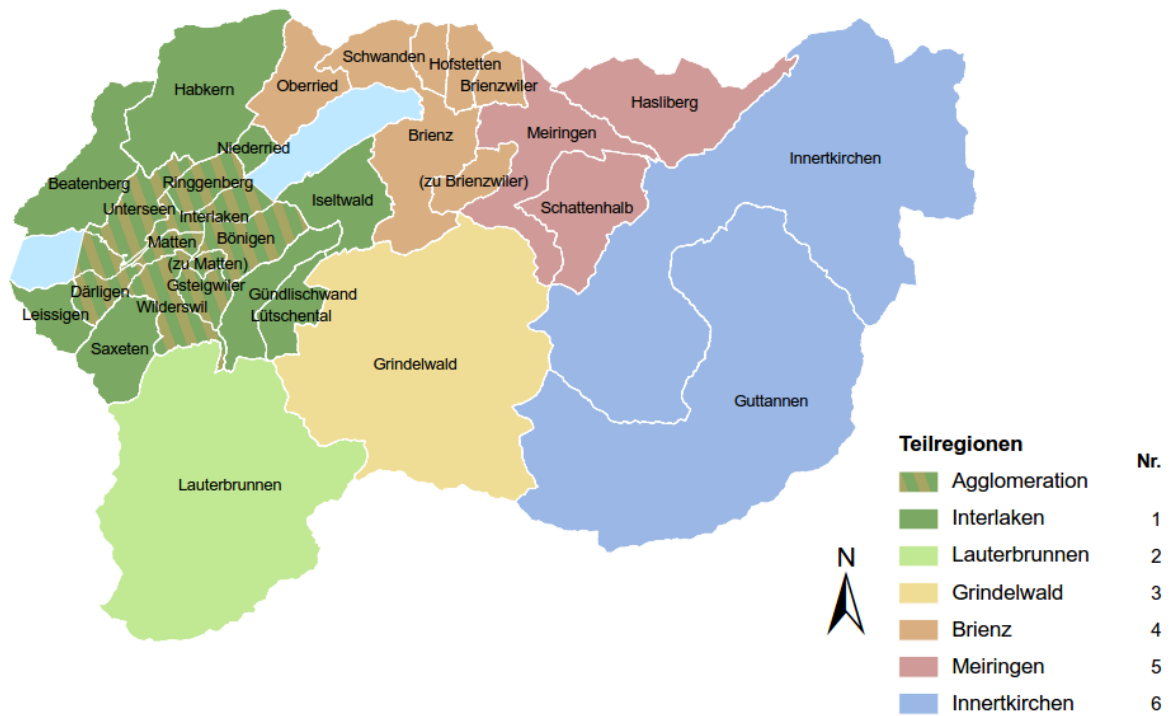 Schwanden
Hofstetten
Habkern
Oberried
Brienzwiler
Hasliberg
Brienz
Meiringen
Niederried
Innertkirchen
Beatenberg
Ringgenberg
(zu Brienzwiler)
Iseltwald
Unterseen
Interlaken
Schattenhalb
Matten
Bönigen
(zu Matten)
Därligen
Gsteigwiler
Gündlischwand
Leissigen
Wilderswil
Lütschental
Saxeten
Grindelwald
Guttannen
Lauterbrunnen
Teilregionen
Nr.
Agglomeration
Interlaken 1
Lauterbrunnen 2
Grindelwald 3
Brienz 4
Meiringen 5
Innertkirchen 6
N